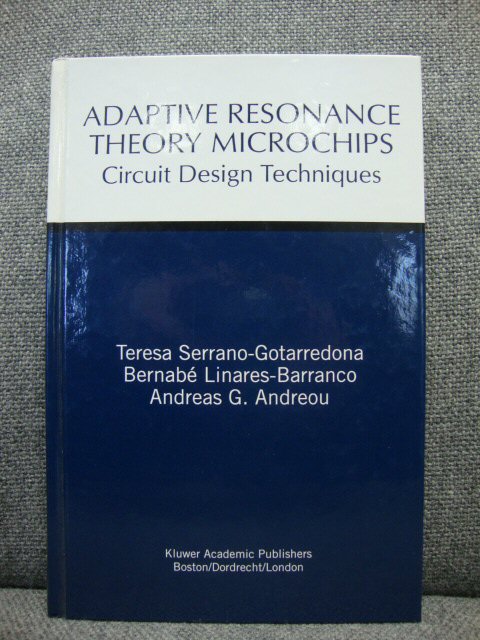 ADAPTIVE RESONANCE
THEORY MICROCHIPS
Circuit Design Techniques
Teresa Serrano-Gotarredona
Bernabé Linares-Barranco
Andreas G. Andreou
Kluwer Academic Publishers
Boston/Dordrecht/London